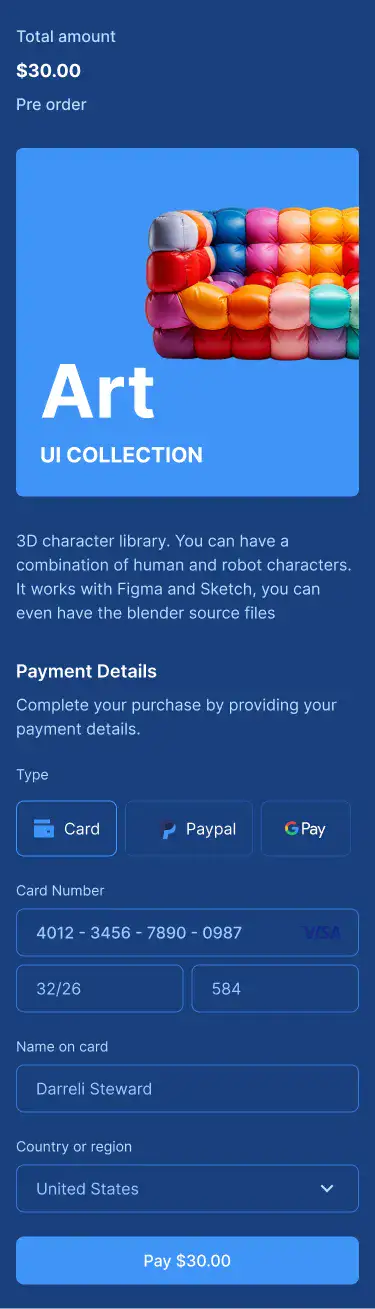 Total amount
$30.00
Pre order
Art
UI COLLECTION
3D character library. You can have a
combination of human and robot characters.
It works with Figma and Sketch, you can
even have the blender source files
Payment Details
Complete your purchase by providing your
payment details.
Type
Card
Paypal
G Pay
Card Number
4012 - 3456 - 7890 - 0987
VISA
32/26
584
Name on card
Darreli Steward
Country or region
United States
Pay $30.00